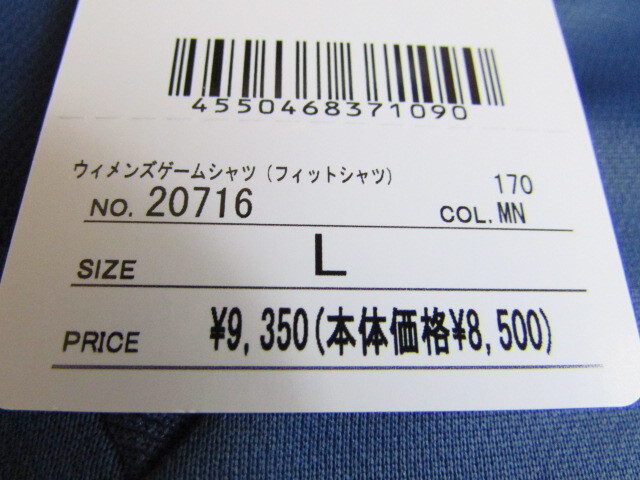 4550468371090
ウィメンズゲームシャツ(フィットシャツ)
170
NO. 20716 COL. MN
SIZE L
PRICE ¥9,350(本体価格¥8,500)